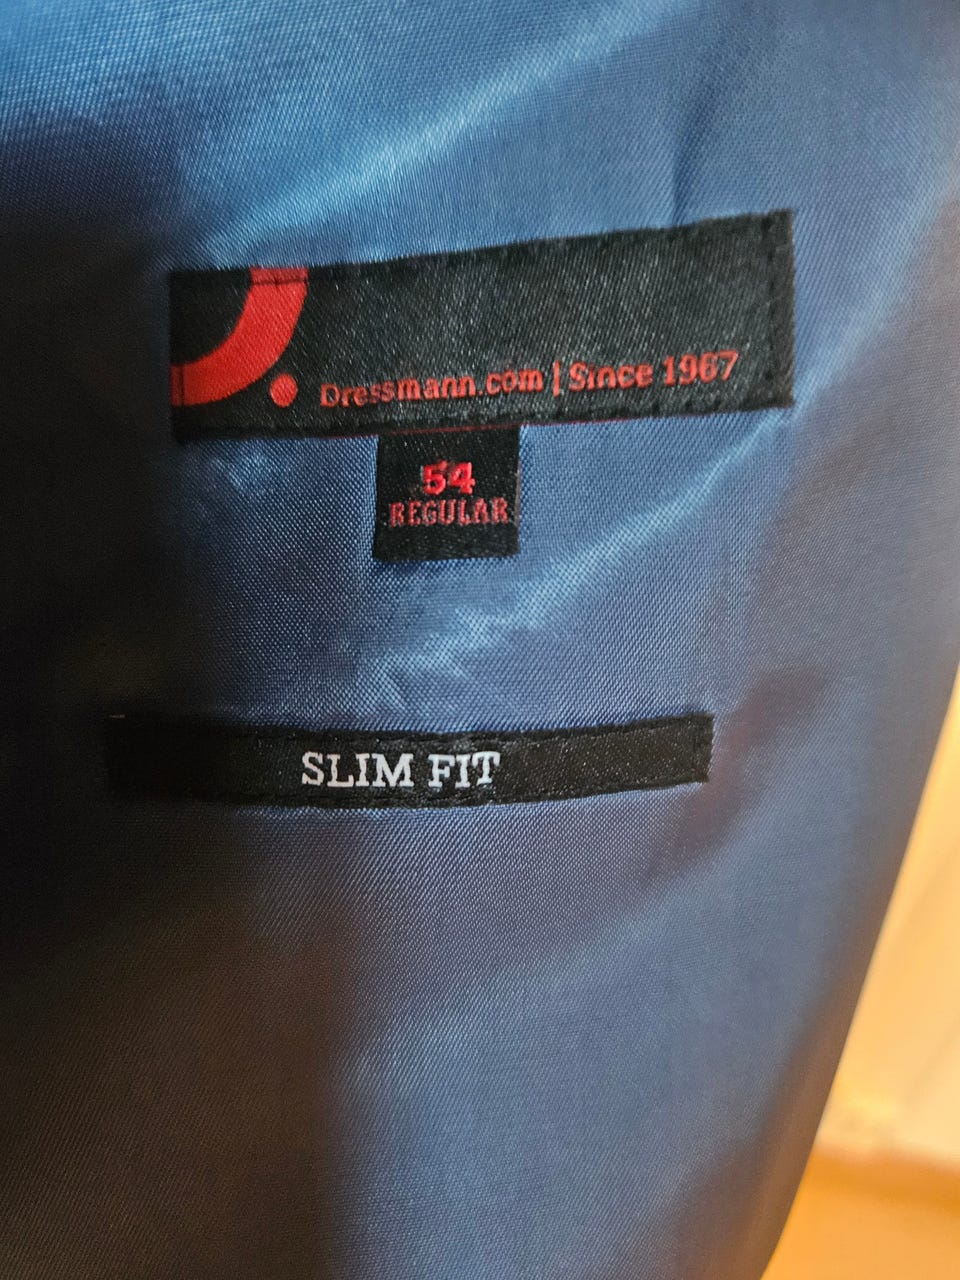 Dressmann.com | Since 1967
54
REGULAR
SLIM FIT